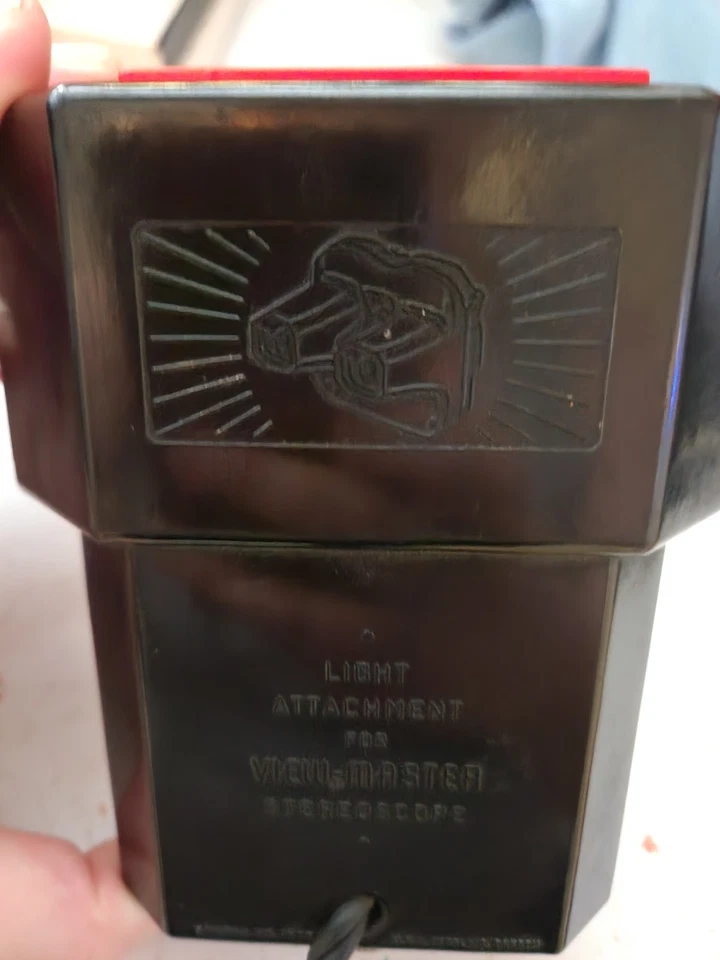 LIGHT
ATTACHMENT
FOR
VIEW-MASTER
STEREOSCOPE